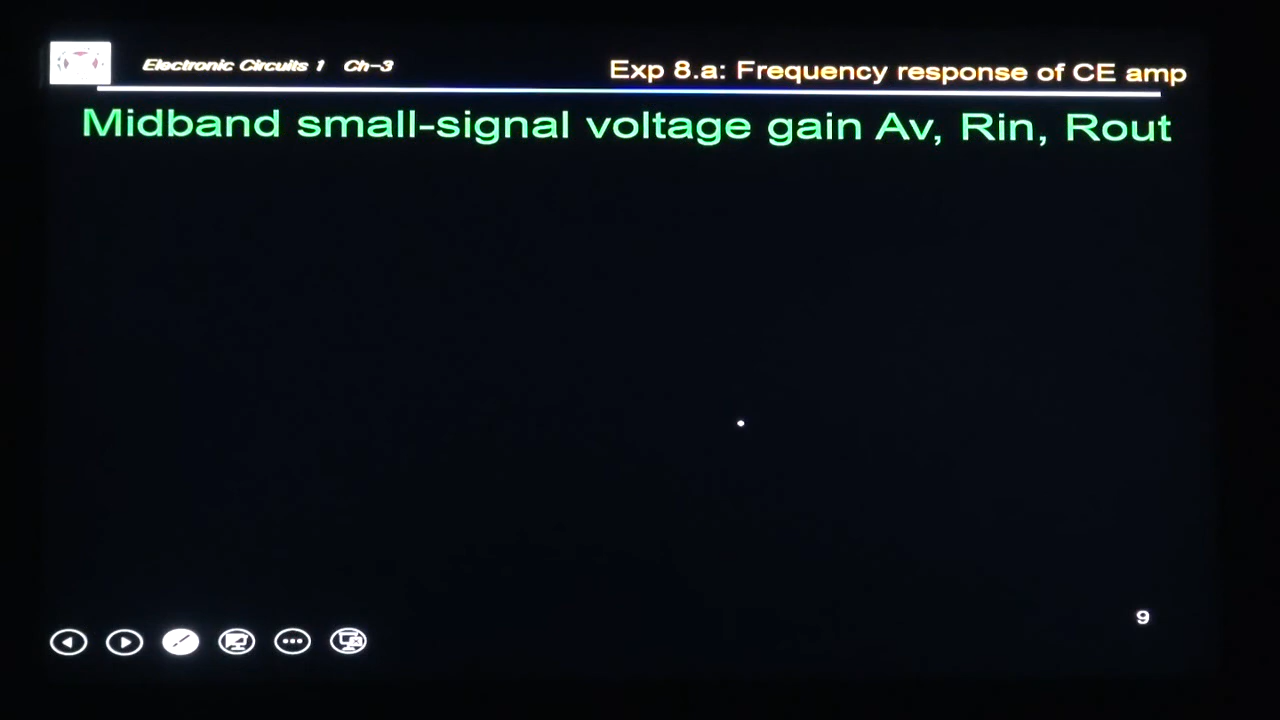 Electronic Circuits 1 Ch-3
Exp 8.a: Frequency response of CE amp
Midband small-signal voltage gain Av, Rin, Rout
9